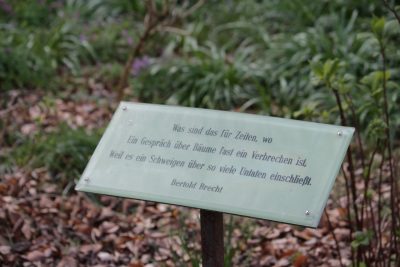 Was sind das für Zeiten, wo
Ein Gespräch über Bäume fast ein Verbrechen ist,
Weil es ein Schweigen über so viele Untaten einschließt.
Bertold Brecht